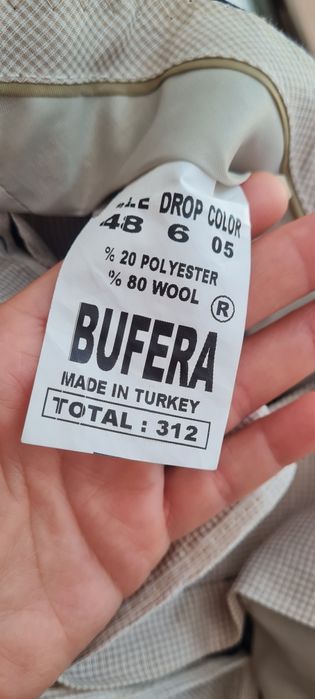 DROP COLOR
48 6 05
% 20 POLYESTER
% 80 WOOL
®
BUFERA
MADE IN TURKEY
TOTAL : 312